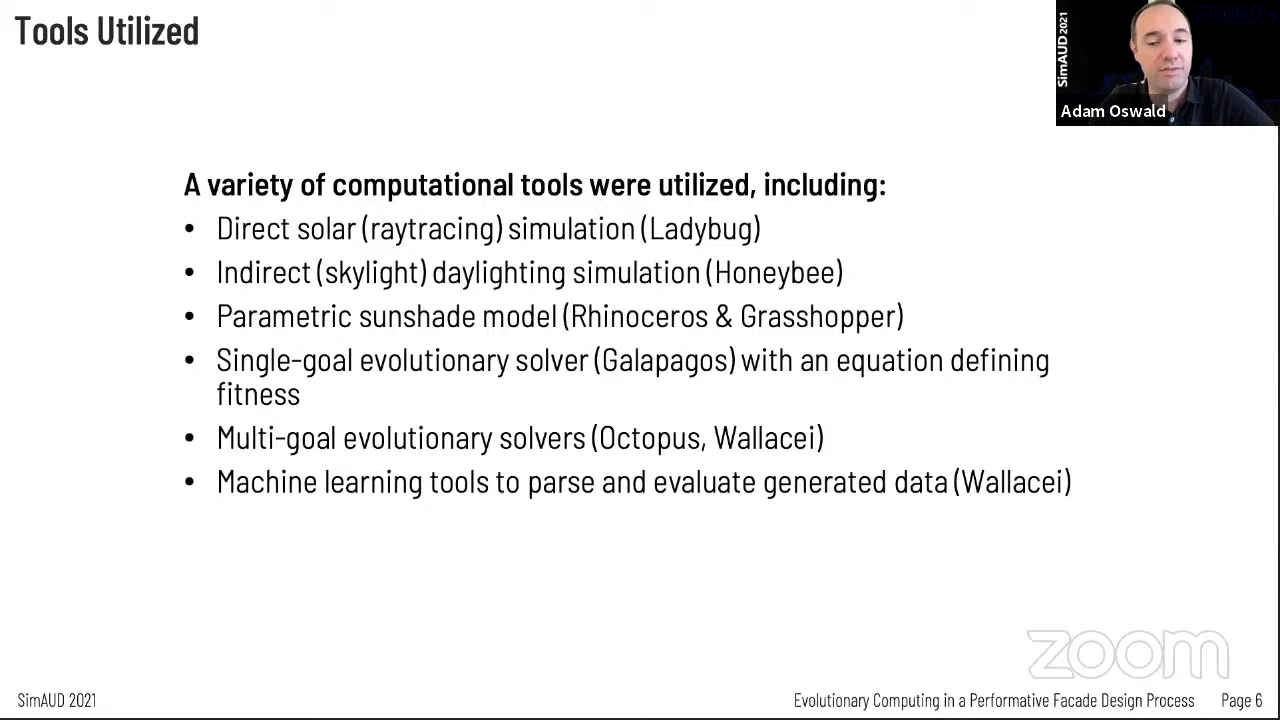 Tools Utilized
SimAUD 2021
Adam Oswald
A variety of computational tools were utilized, including:
• Direct solar (raytracing) simulation (Ladybug)
• Indirect (skylight) daylighting simulation (Honeybee)
• Parametric sunshade model (Rhinoceros & Grasshopper)
• Single-goal evolutionary solver (Galapagos) with an equation defining
fitness
• Multi-goal evolutionary solvers (Octopus, Wallacei)
• Machine learning tools to parse and evaluate generated data (Wallacei)
zoom
SimAUD 2021
Evolutionary Computing in a Performative Facade Design Process Page 6